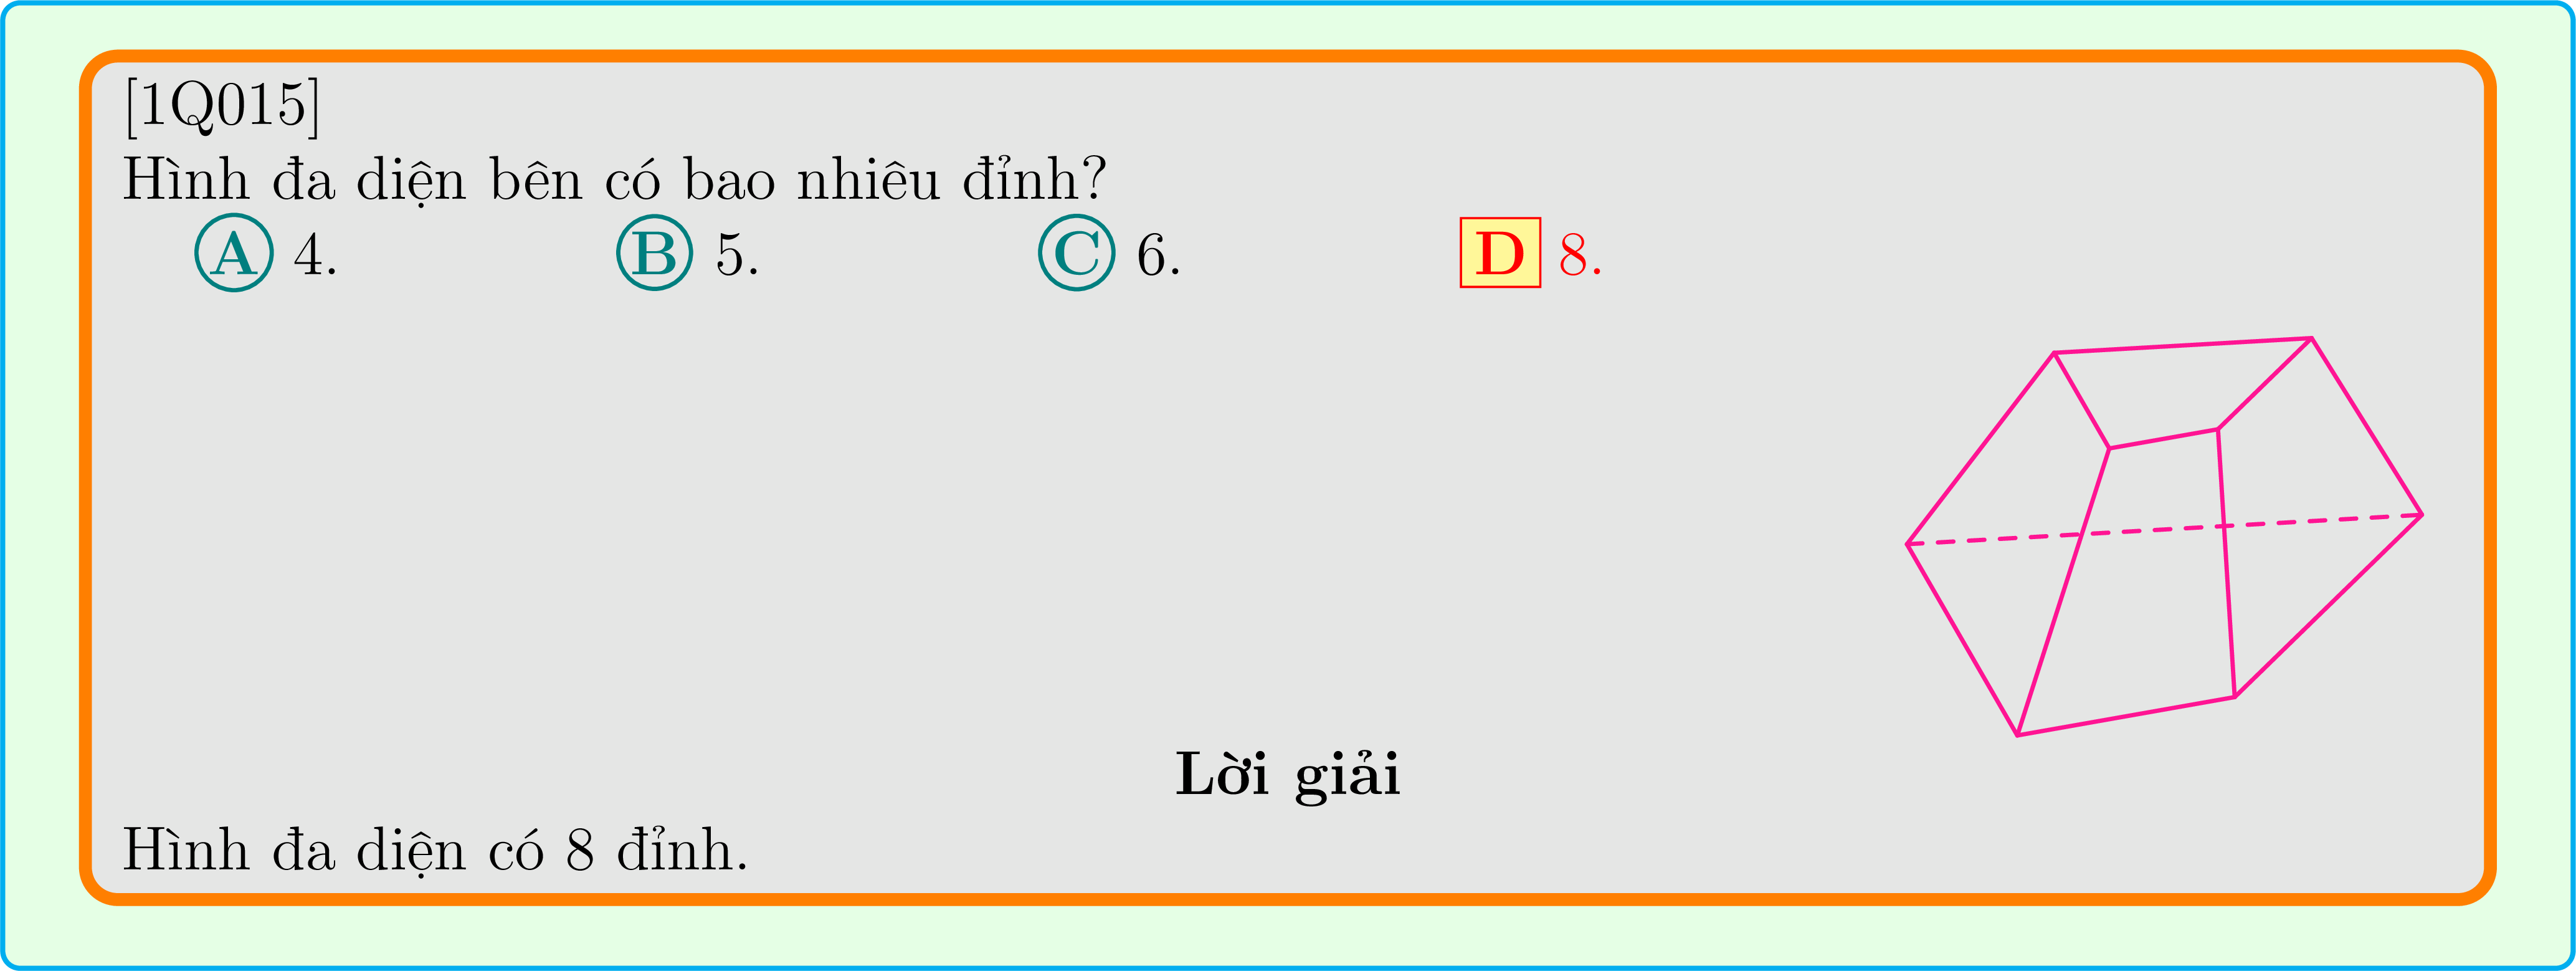 [1Q015]
Hình đa diện bên có bao nhiêu đỉnh?
A 4. B 5. C 6. D 8.
Lời giải
Hình đa diện có 8 đỉnh.